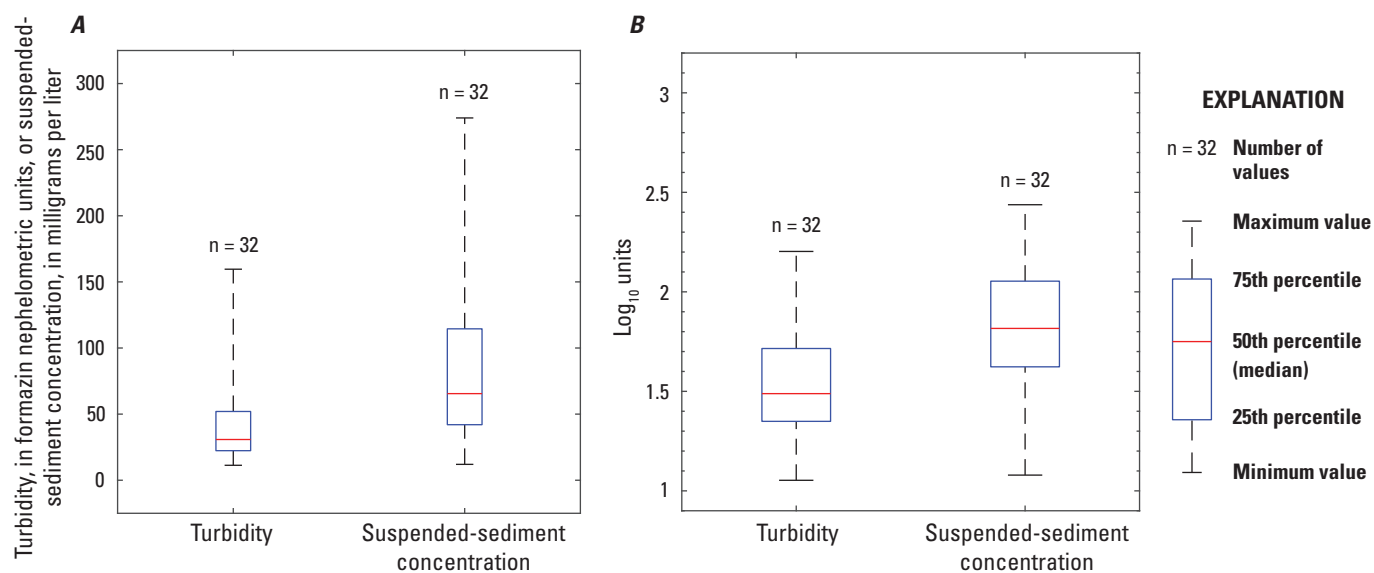 A
Turbidity, in formazin nephelometric units, or suspended-
sediment concentration, in milligrams per liter
300
250
200
150
100
50
0
n = 32
n = 32
Turbidity
Suspended-sediment
concentration
B
Log10 units
3
2.5
2
1.5
1
n = 32
n = 32
Turbidity
Suspended-sediment
concentration
EXPLANATION
n = 32 Number of
values
Maximum value
75th percentile
50th percentile
(median)
25th percentile
Minimum value